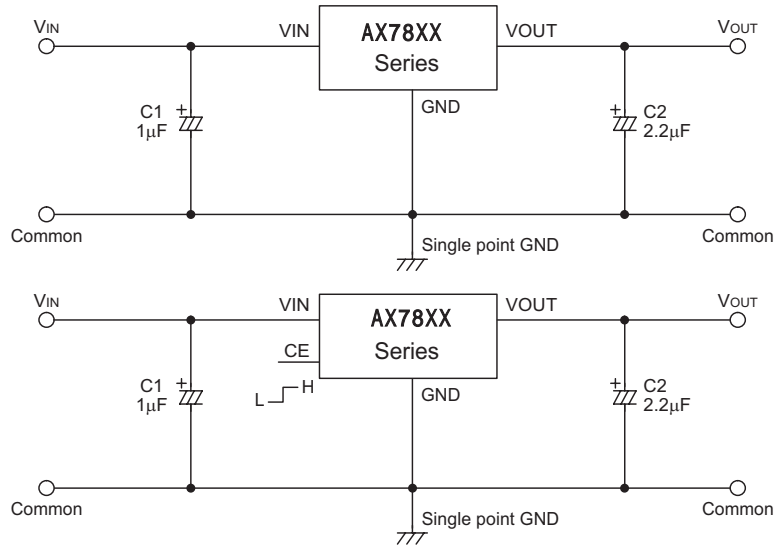 VIN VIN AX78XX VOUT VOUT
Series
GND
C1 + + C2
1μF 2.2μF
Common Single point GND Common
VIN VIN AX78XX VOUT VOUT
CE Series
L H GND
C1 + + C2
1μF 2.2μF
Common Single point GND Common